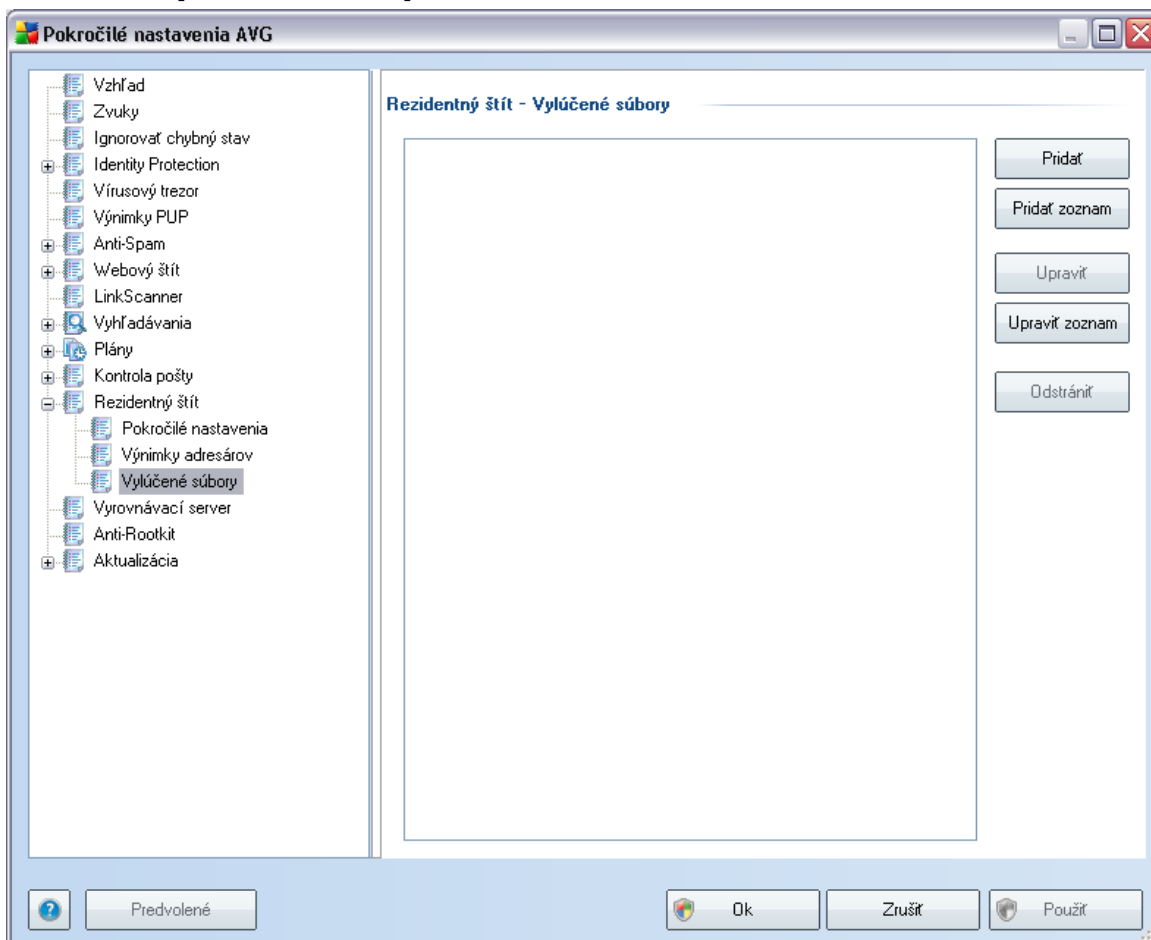 Pokročilé nastavenia AVG
Vzhľad
Zvuky
Ignorovať chybný stav
Identity Protection
Vírusový trezor
Výnimky PUP
Anti-Spam
Webový štít
LinkScanner
Vyhľadávania
Plány
Kontrola pošty
Rezidentný štít
Pokročilé nastavenia
Výnimky adresárov
Vylúčené súbory
Vyrovnávací server
Anti-Rootkit
Aktualizácia
Rezidentný štít - Vylúčené súbory
Pridať
Pridať zoznam
Upraviť
Upraviť zoznam
Odstrániť
Predvolené
Ok
Zrušiť
Použiť